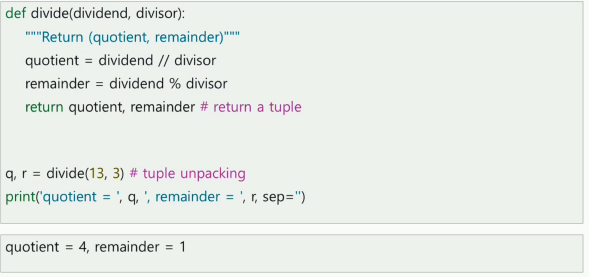 def divide(dividend, divisor):
"""Return (quotient, remainder)"""
quotient = dividend // divisor
remainder = dividend % divisor
return quotient, remainder # return a tuple
q, r = divide(13, 3) # tuple unpacking
print('quotient = ', q, ', remainder = ', r, sep='')
quotient = 4, remainder = 1